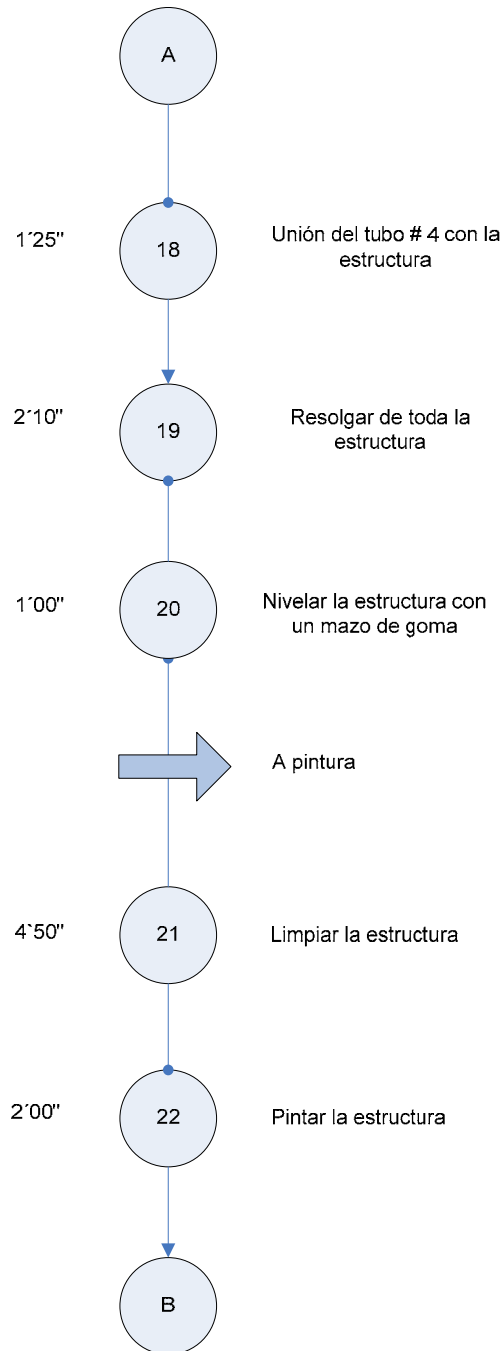 A
1´25"
18
Unión del tubo # 4 con la
estructura
2´10"
19
Resolgar de toda la
estructura
1´00"
20
Nivelar la estructura con
un mazo de goma
A pintura
4`50"
21
Limpiar la estructura
2´00"
22
Pintar la estructura
B